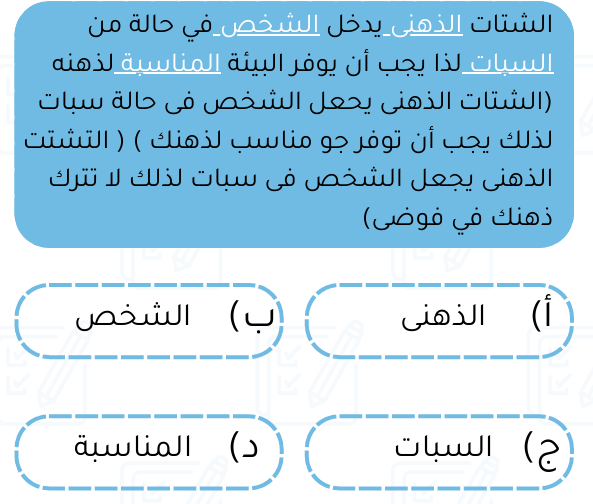 الشتات الذهنى يدخل الشخص في حالة من
السبات لذا يجب أن يوفر البيئة المناسبة لذهنه
(الشتات الذهنى يحعل الشخص فى حالة سبات
لذلك يجب أن توفر جو مناسب لذهنك ) ( التشتت
الذهنى يجعل الشخص فى سبات لذلك لا تترك
ذهنك في فوضى)
أ) الذهنى
ب) الشخص
ج) السبات
د) المناسبة